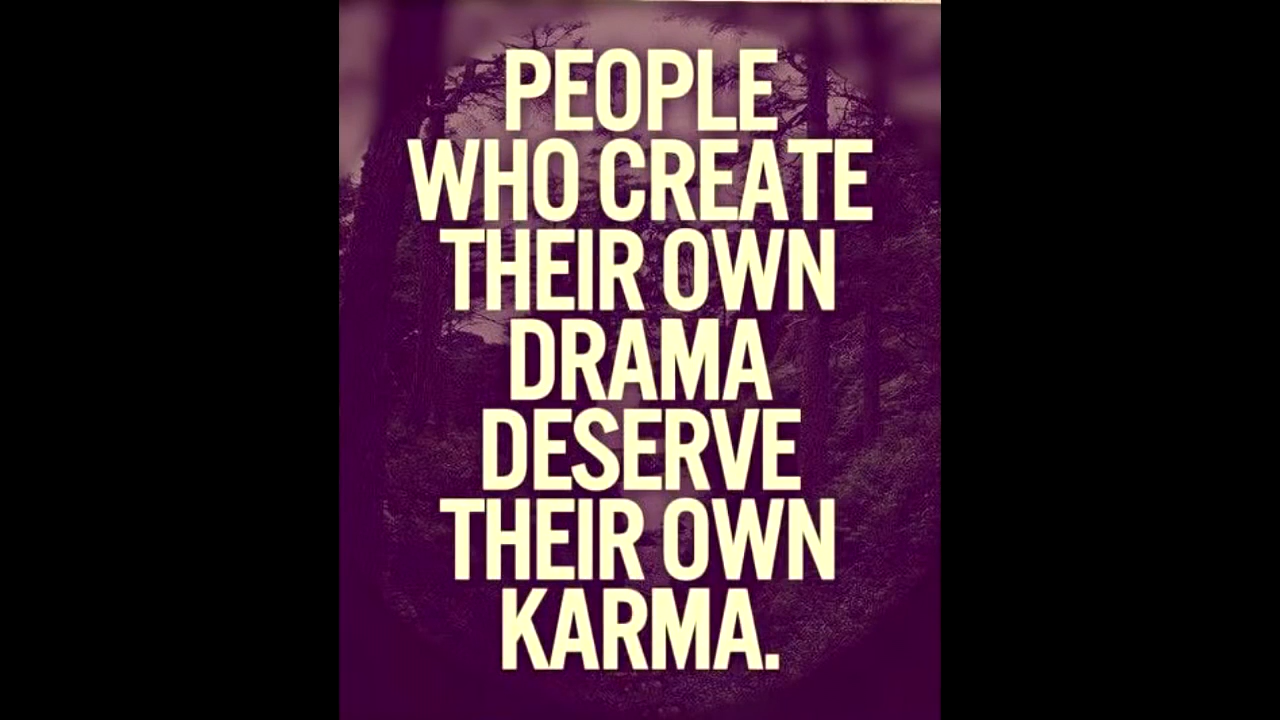 PEOPLE
WHO CREATE
THEIR OWN
DRAMA
DESERVE
THEIR OWN
KARMA.